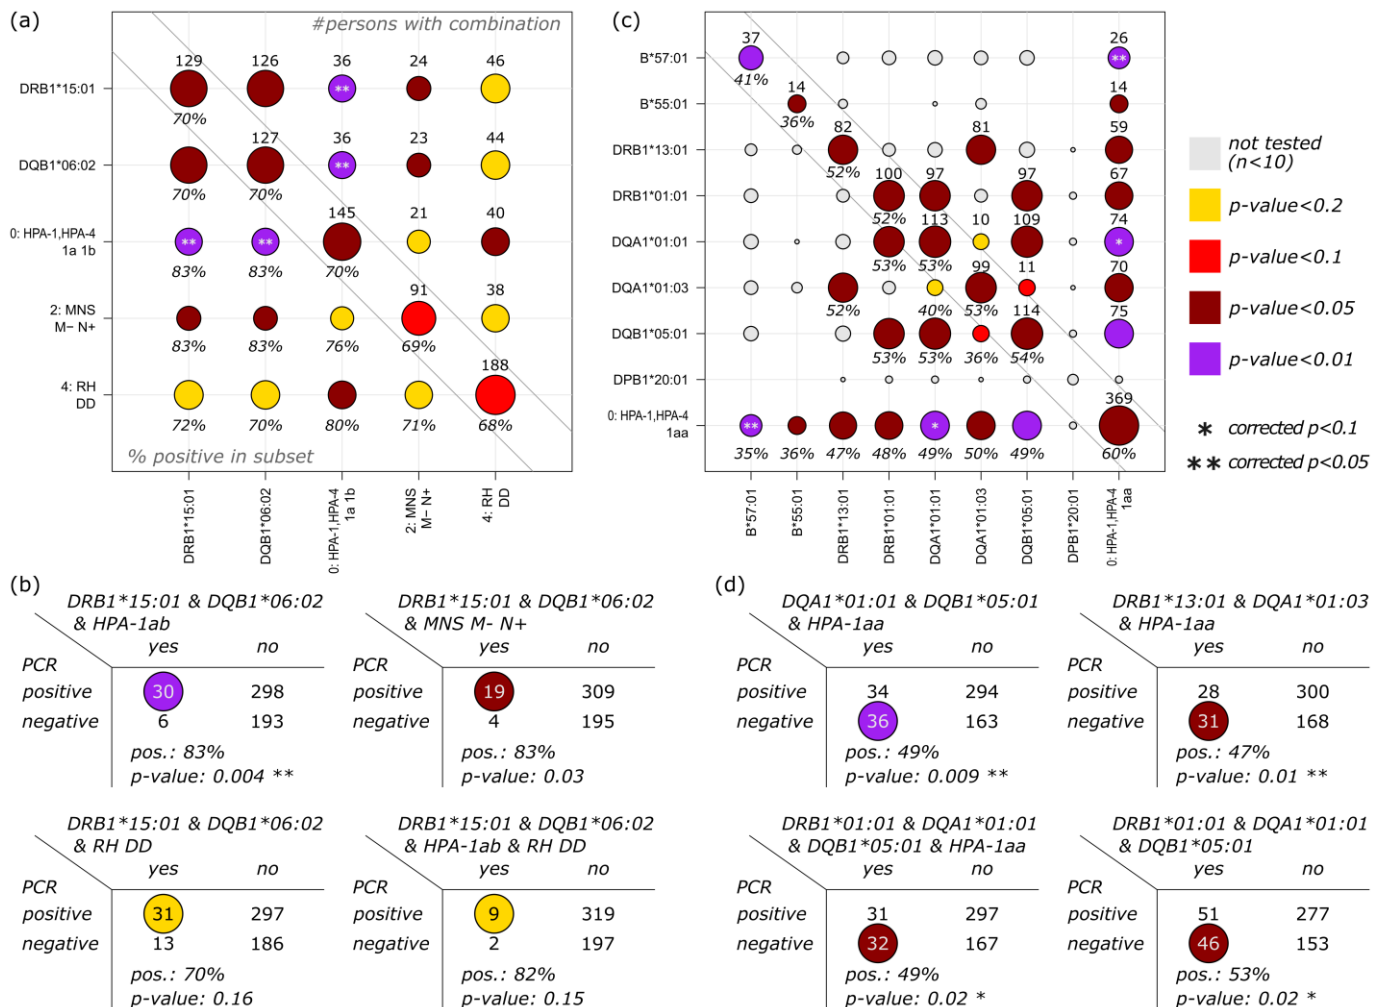 (a)
#persons with combination
129 126 36 24 46
DRB1*15:01 ** 
70%
127 36 23 44
DQB1*06:02 **
70% 70%
145 21 40
0: HPA-1,HPA-4
1a 1b
** **
83% 83% 70%
91 38
2: MNS
M− N+
83% 83% 76% 69%
188
4: RH
DD
72% 70% 80% 71% 68%
% positive in subset
DRB1*15:01
DQB1*06:02
0: HPA-1,HPA-4
1a 1b
2: MNS
M− N+
4: RH
DD
(c)
37 26
B*57:01 **
41%
14 14
B*55:01
36%
82 81 59
DRB1*13:01
52%
100 97 97 67
DRB1*01:01
52% 113 10 109 74
DQA1*01:01 *
53% 53% 99 11 70
DQA1*01:03
52% 40% 53% 114 75
DQB1*05:01
53% 53% 36% 54%
DPB1*20:01
369
0: HPA-1,HPA-4
1aa
** *
35% 36% 47% 48% 49% 50% 49% 60%
B*57:01
B*55:01
DRB1*13:01
DRB1*01:01
DQA1*01:01
DQA1*01:03
DQB1*05:01
DPB1*20:01
0: HPA-1,HPA-4
1aa
not tested
(n<10)
p-value<0.2
p-value<0.1
p-value<0.05
p-value<0.01
* corrected p<0.1
** corrected p<0.05
(b)
DRB1*15:01 & DQB1*06:02
& HPA-1ab
yes no
PCR
positive 30 298
negative 6 193
pos.: 83%
p-value: 0.004 **
DRB1*15:01 & DQB1*06:02
& MNS M- N+
yes no
PCR
positive 19 309
negative 4 195
pos.: 83%
p-value: 0.03
DRB1*15:01 & DQB1*06:02
& RH DD
yes no
PCR
positive 31 297
negative 13 186
pos.: 70%
p-value: 0.16
DRB1*15:01 & DQB1*06:02
& HPA-1ab & RH DD
yes no
PCR
positive 9 319
negative 2 197
pos.: 82%
p-value: 0.15
(d)
DQA1*01:01 & DQB1*05:01
& HPA-1aa
yes no
PCR
positive 34 294
negative 36 163
pos.: 49%
p-value: 0.009 **
DRB1*13:01 & DQA1*01:03
& HPA-1aa
yes no
PCR
positive 28 300
negative 31 168
pos.: 47%
p-value: 0.01 **
DRB1*01:01 & DQA1*01:01
& DQB1*05:01 & HPA-1aa
yes no
PCR
positive 31 297
negative 32 167
pos.: 49%
p-value: 0.02 *
DRB1*01:01 & DQA1*01:01
& DQB1*05:01
yes no
PCR
positive 51 277
negative 46 153
pos.: 53%
p-value: 0.02 *